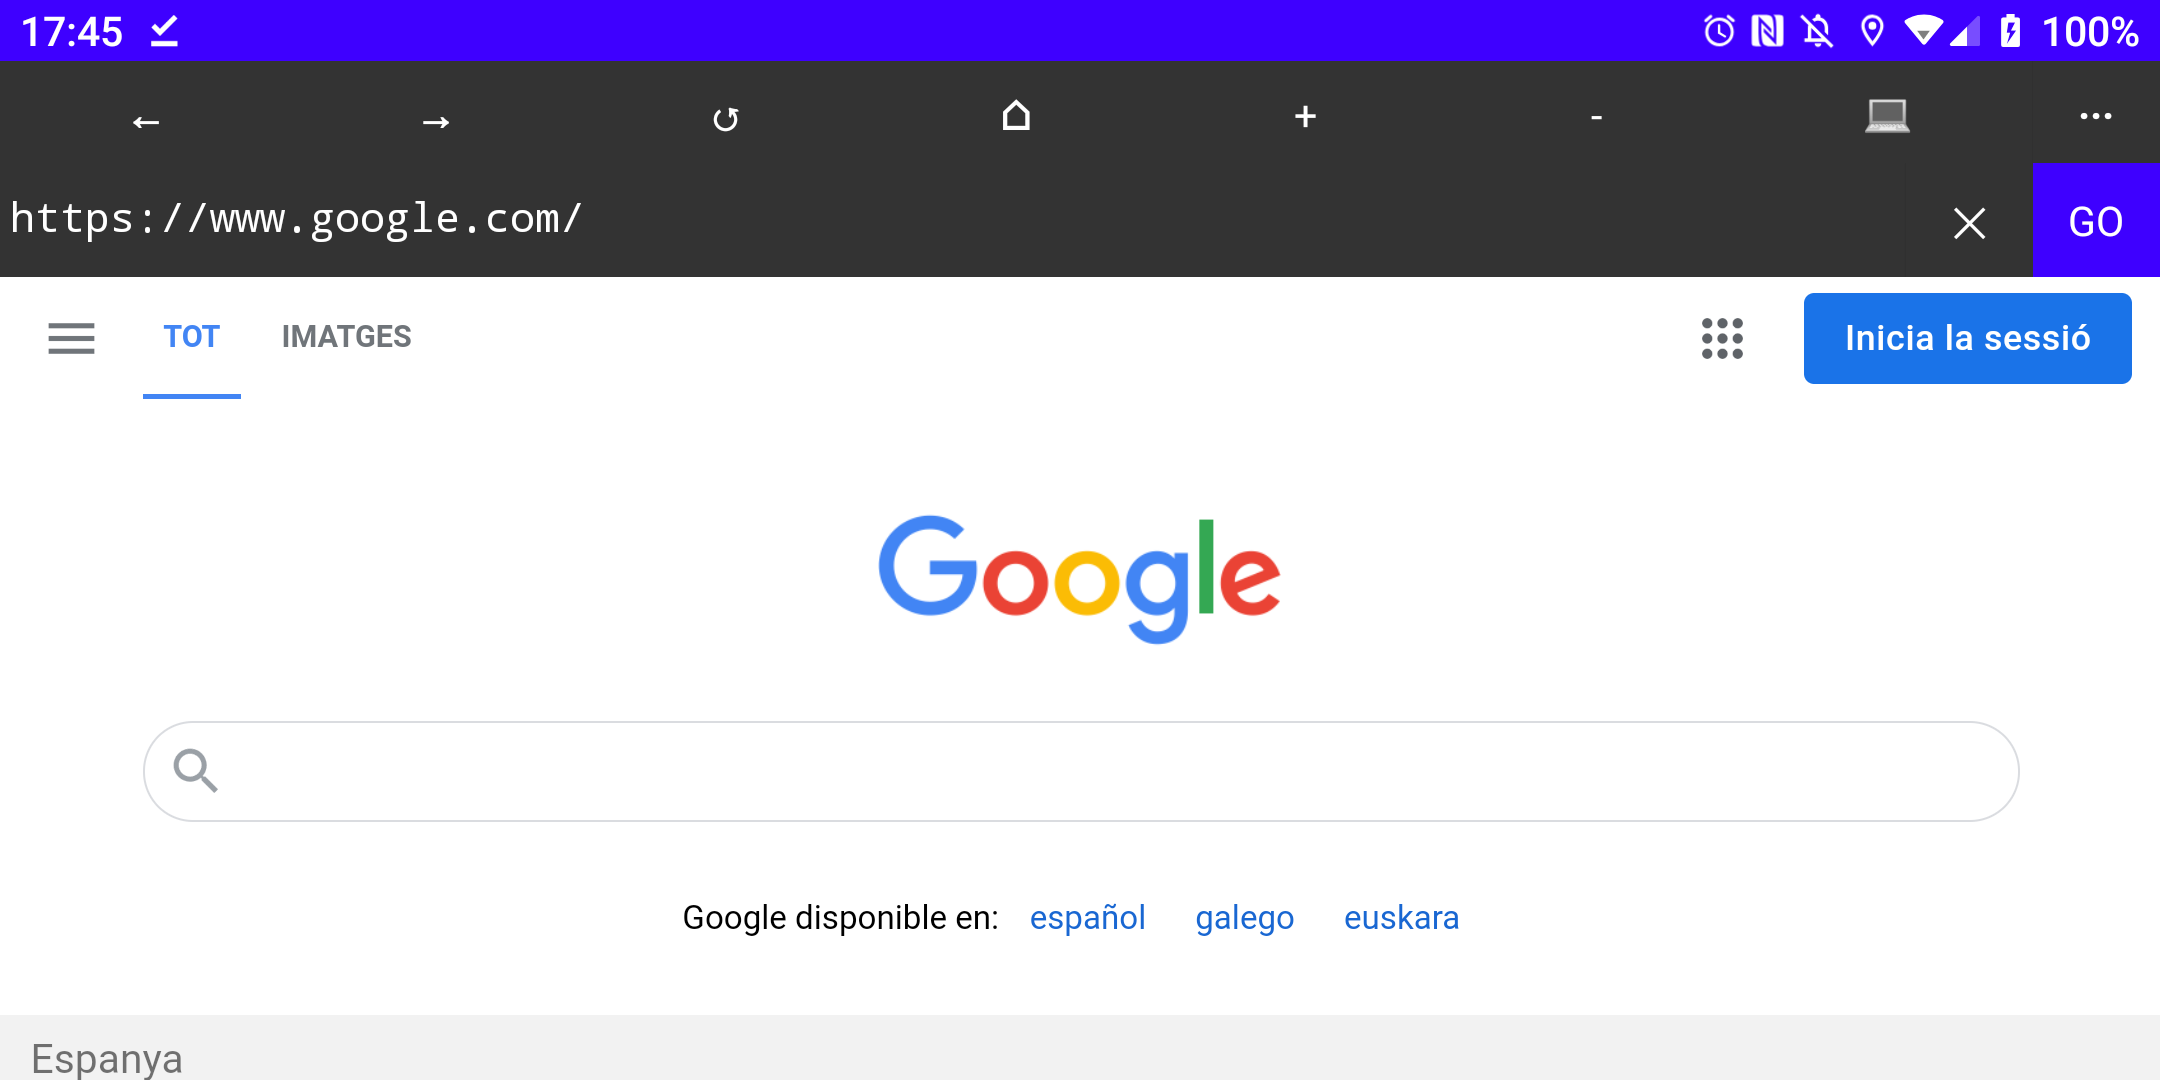 17:45 100%
← → ↺ + - ...
https://www.google.com/ × GO
TOT IMATGES Inicia la sessió
Google
Google disponible en: español galego euskara
Espanya